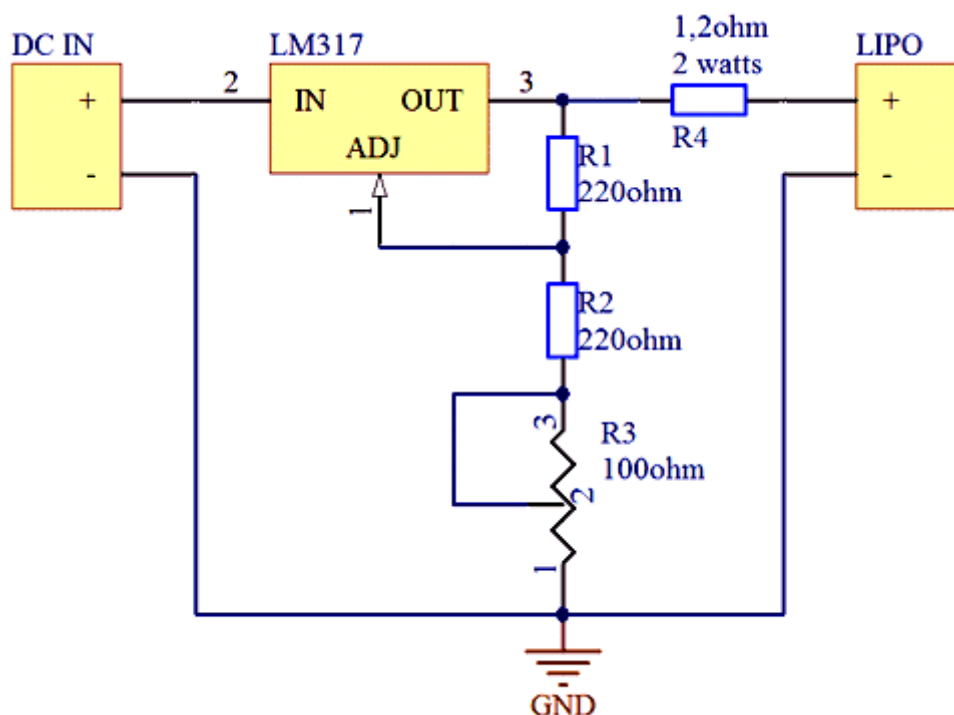 DC IN
LM317
1,2ohm
2 watts
LIPO
+
-
2
IN
OUT
ADJ
3
1
R4
+
-
R1
220ohm
R2
220ohm
3
2
1
R3
100ohm
GND